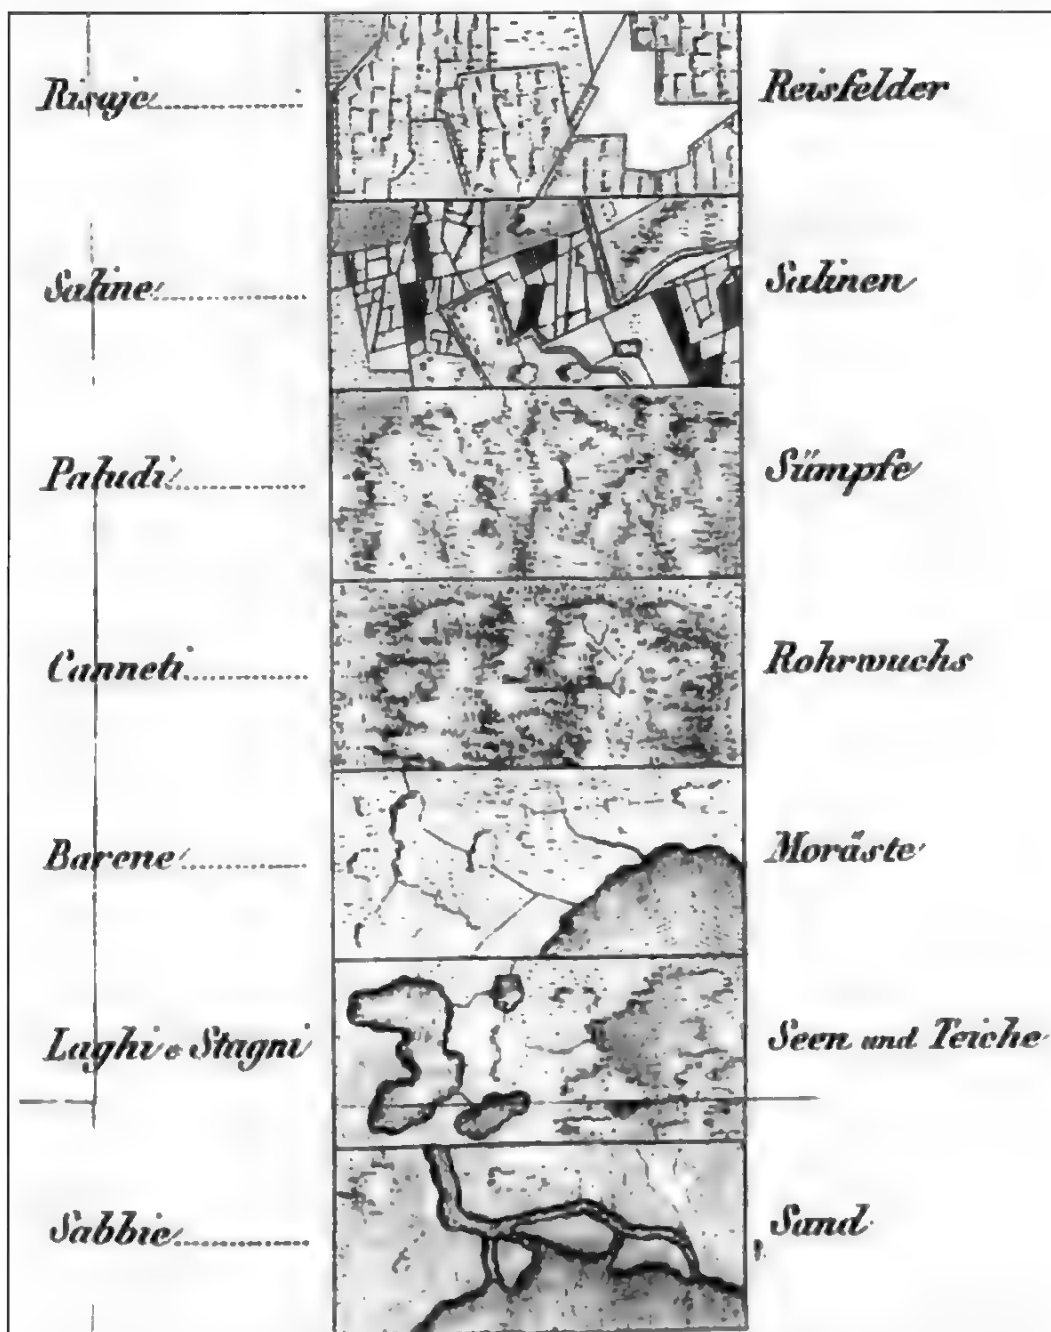 Risaje Reisfelder
Saline Salinen
Paludi Sümpfe
Canneti Rohrwuchs
Barene Moräste
Laghi e Stagni Seen und Teiche
Sabbie Sand